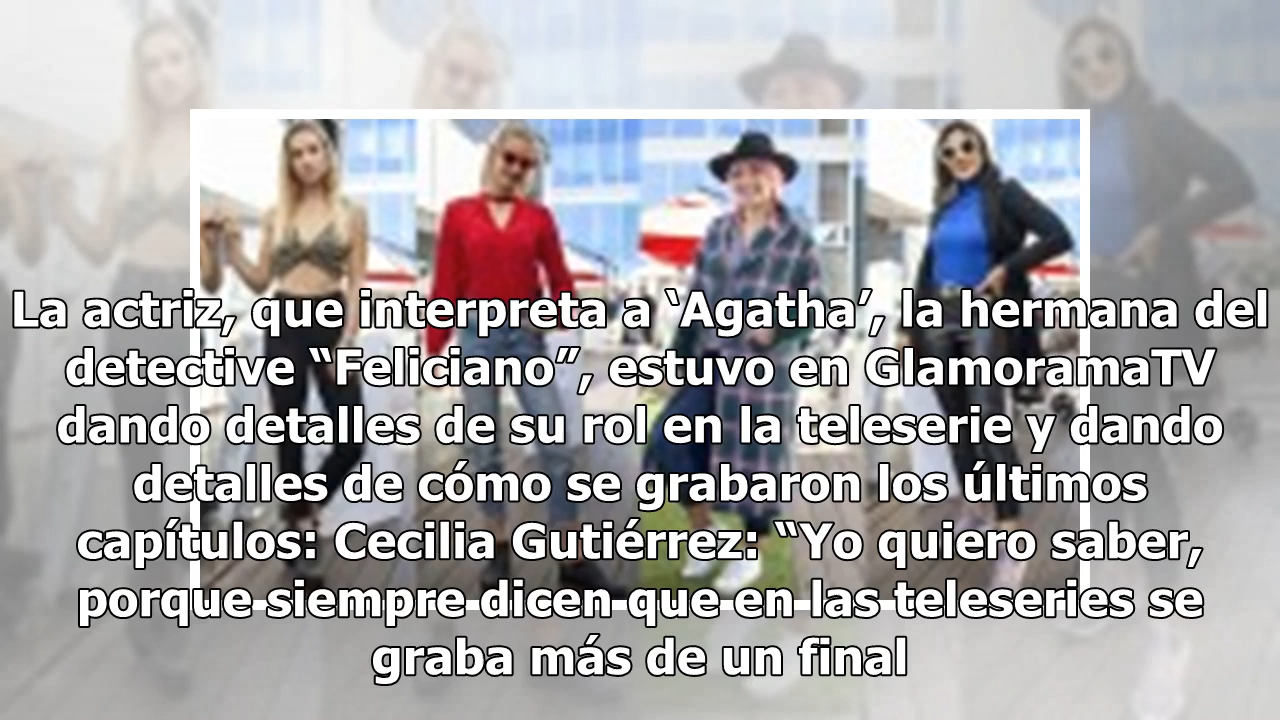 La actriz, que interpreta a ‘Agatha’, la hermana del
detective “Feliciano”, estuvo en GlamoramaTV
dando detalles de su rol en la teleserie y dando
detalles de cómo se grabaron los últimos
capítulos: Cecilia Gutiérrez: “Yo quiero saber,
porque siempre dicen que en las teleseries se
graba más de un final